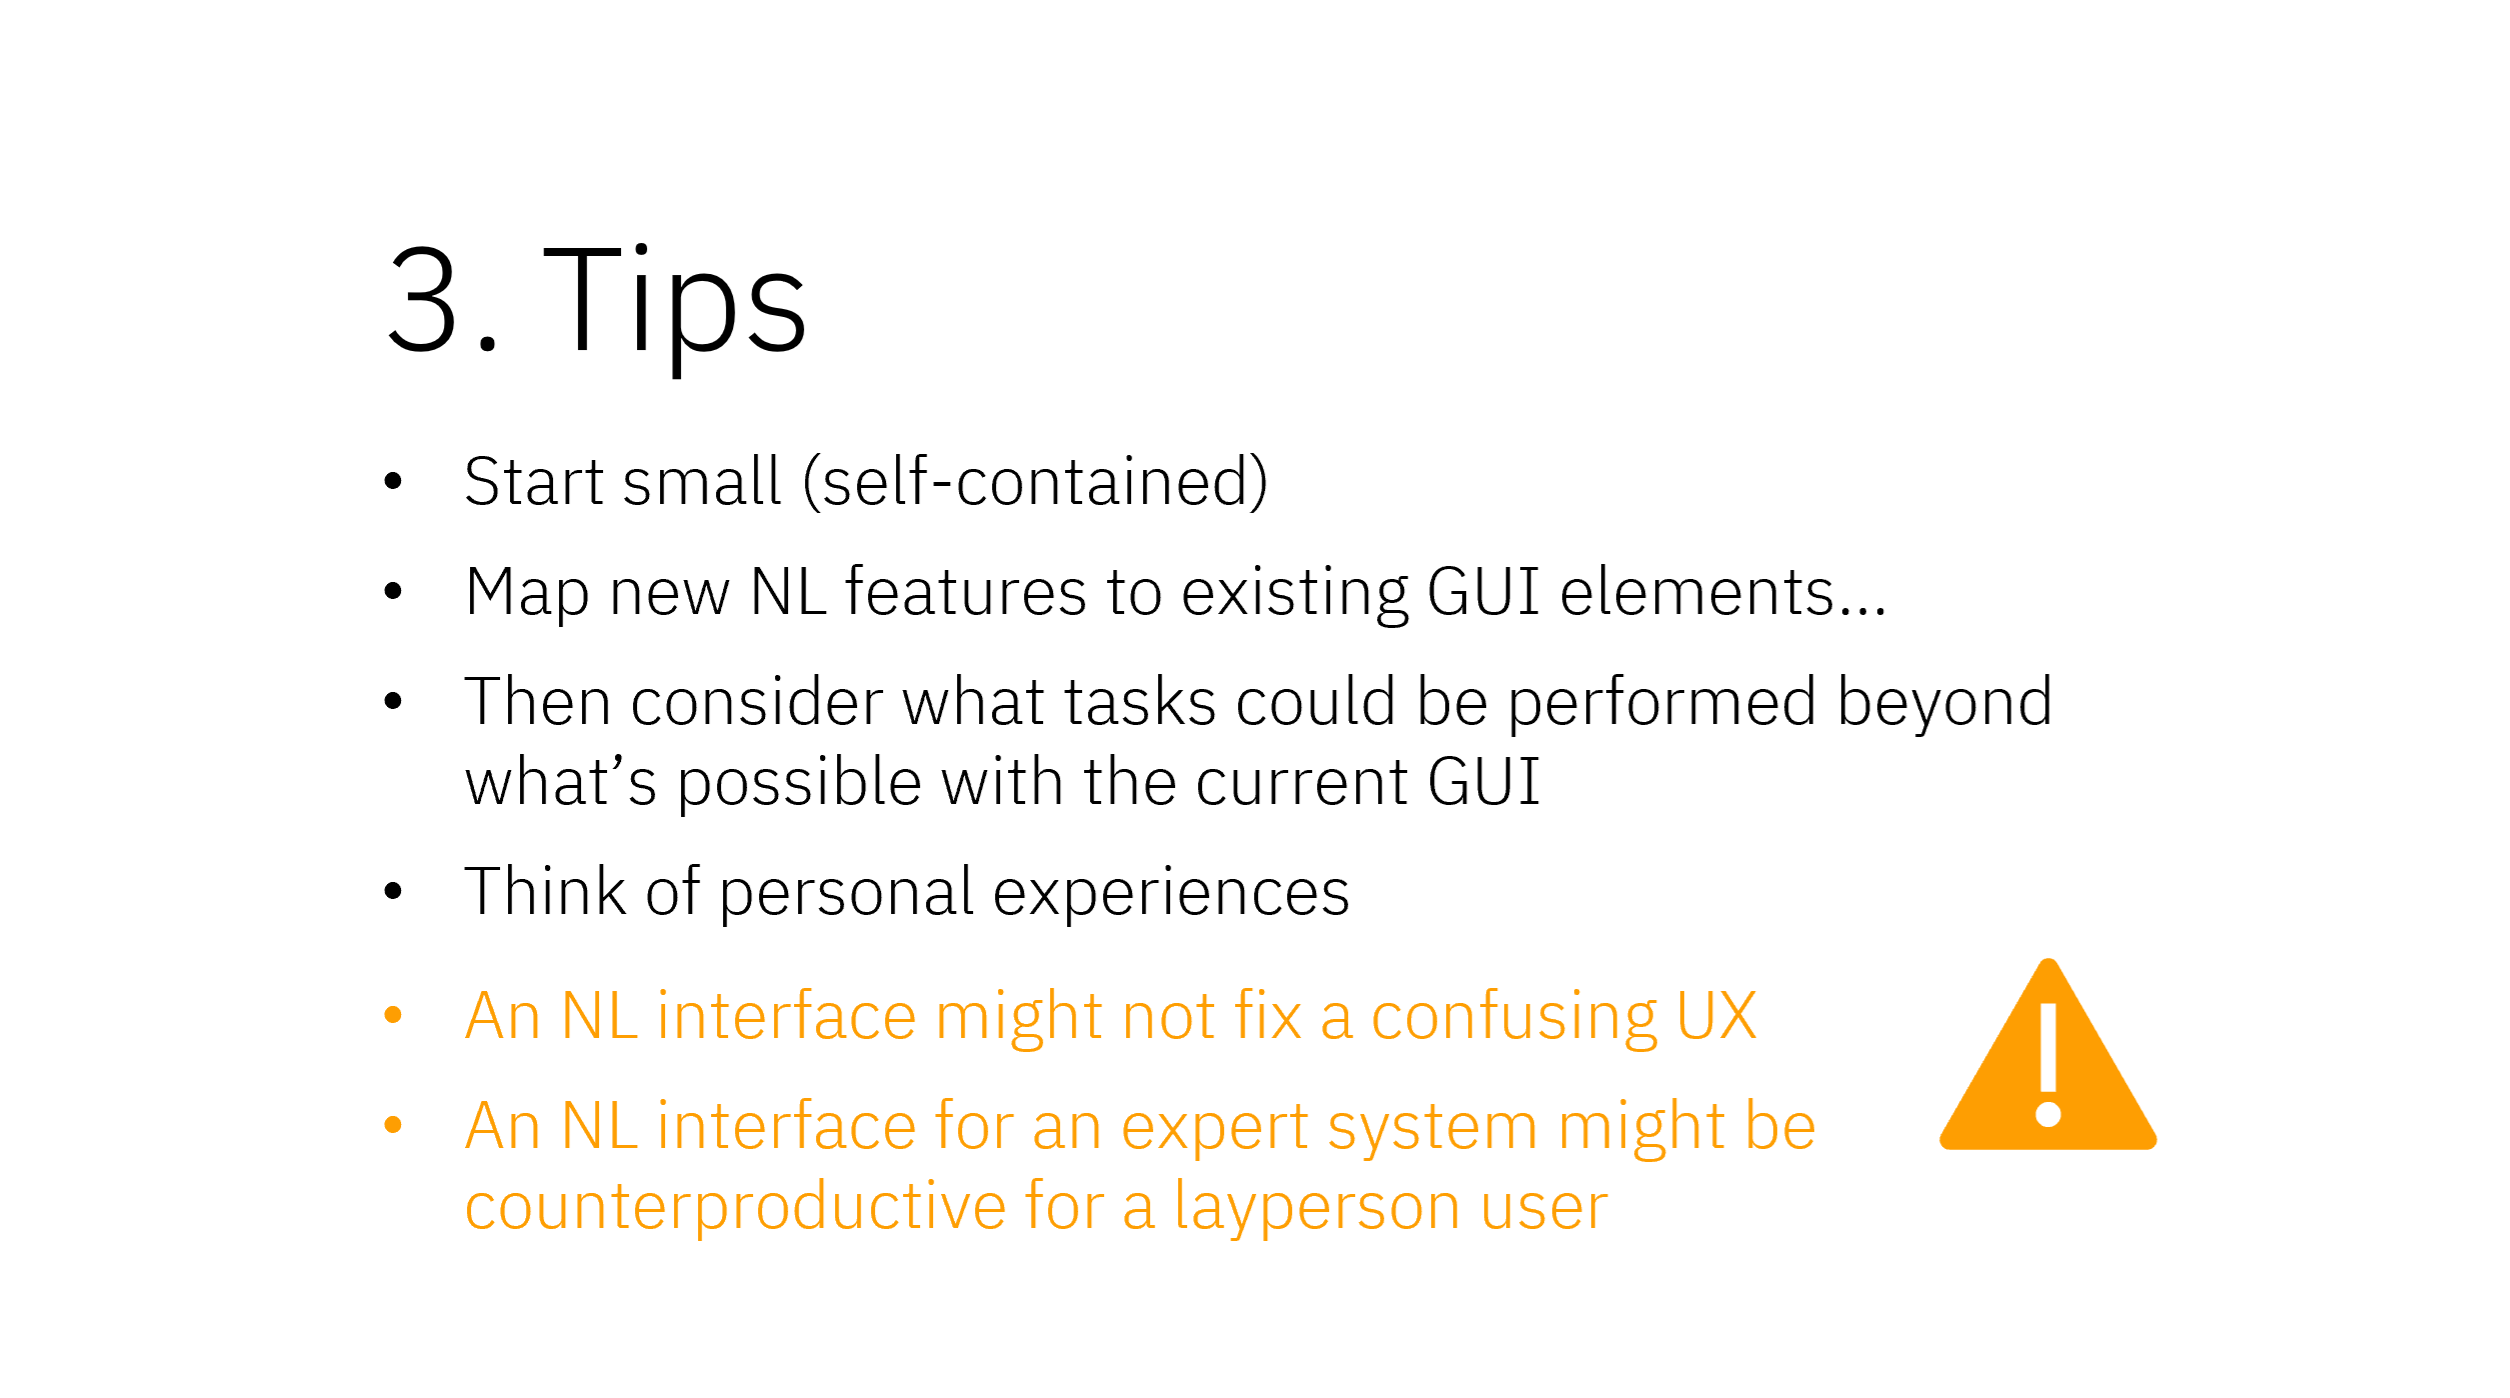 3. Tips
• Start small (self-contained)
• Map new NL features to existing GUI elements...
• Then consider what tasks could be performed beyond
what’s possible with the current GUI
• Think of personal experiences
• An NL interface might not fix a confusing UX
• An NL interface for an expert system might be
counterproductive for a layperson user